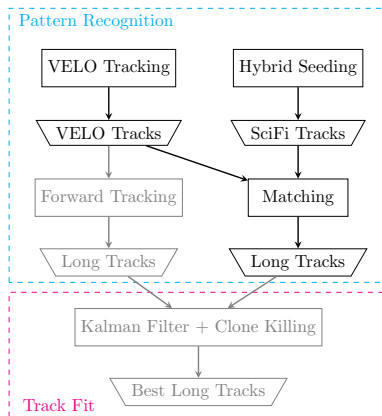 Pattern Recognition
VELO Tracking
Hybrid Seeding
VELO Tracks
SciFi Tracks
Forward Tracking
Matching
Long Tracks
Long Tracks
Kalman Filter + Clone Killing
Best Long Tracks
Track Fit